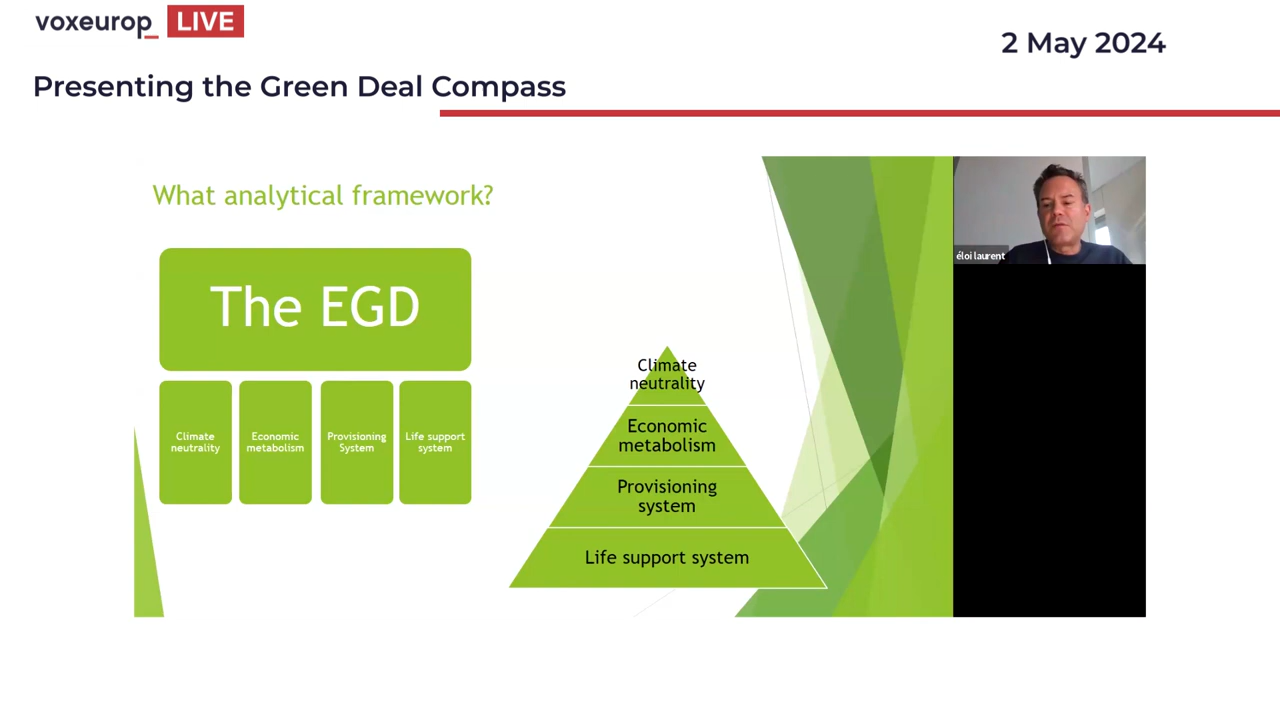 voxeurop_ LIVE
2 May 2024
Presenting the Green Deal Compass
What analytical framework?
The EGD
Climate
neutrality
Economic
metabolism
Provisioning
System
Life support
system
Climate
neutrality
Economic
metabolism
Provisioning
system
Life support system
éloi laurent